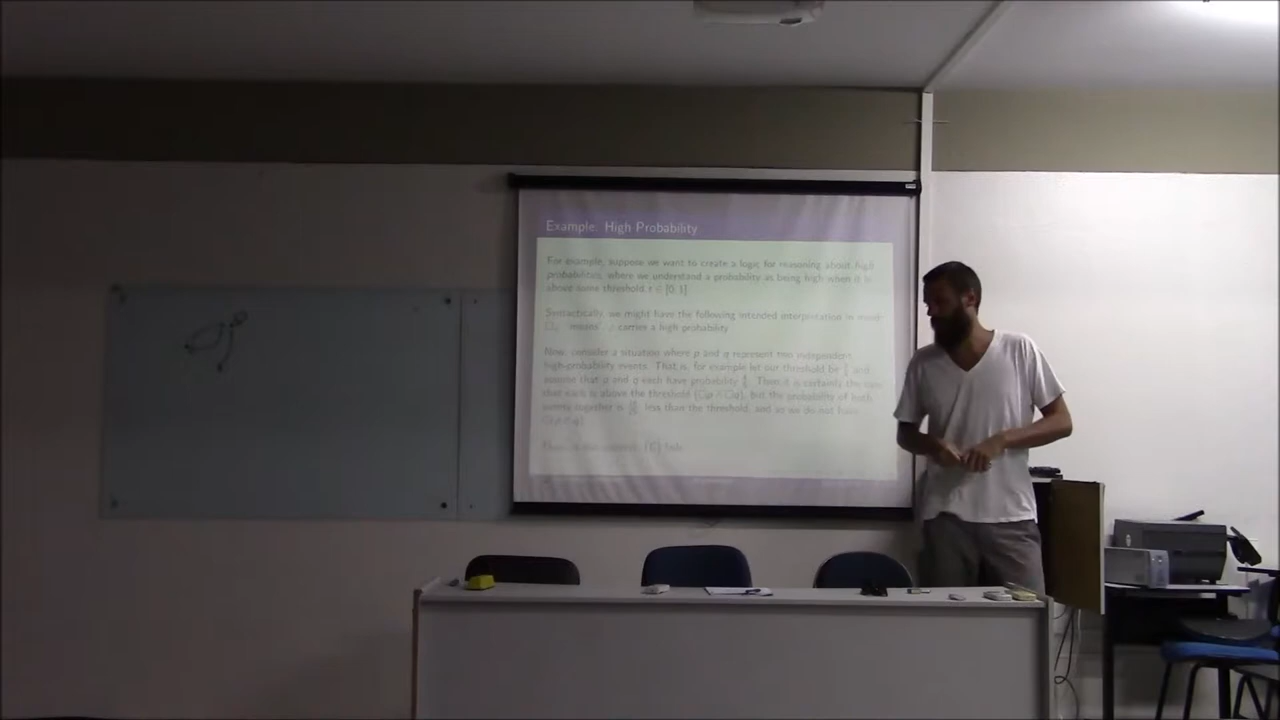 Example: High Probability
For example, suppose we want to create a logic for reasoning about high
probabilities, where we understand a probability as being high when it is
above some threshold t ∈ [0, 1]
Syntactically, we might have the following intended interpretation in mind:
means carries a high probability
Now, consider a situation where p and q represent two independent
high-probability events. That is, for example let our threshold be and
assume that p and q each have probability Then it is certainly the case
that each is above the threshold (□p ∧ □q), but the probability of both
together is less than the threshold, and so we do not have